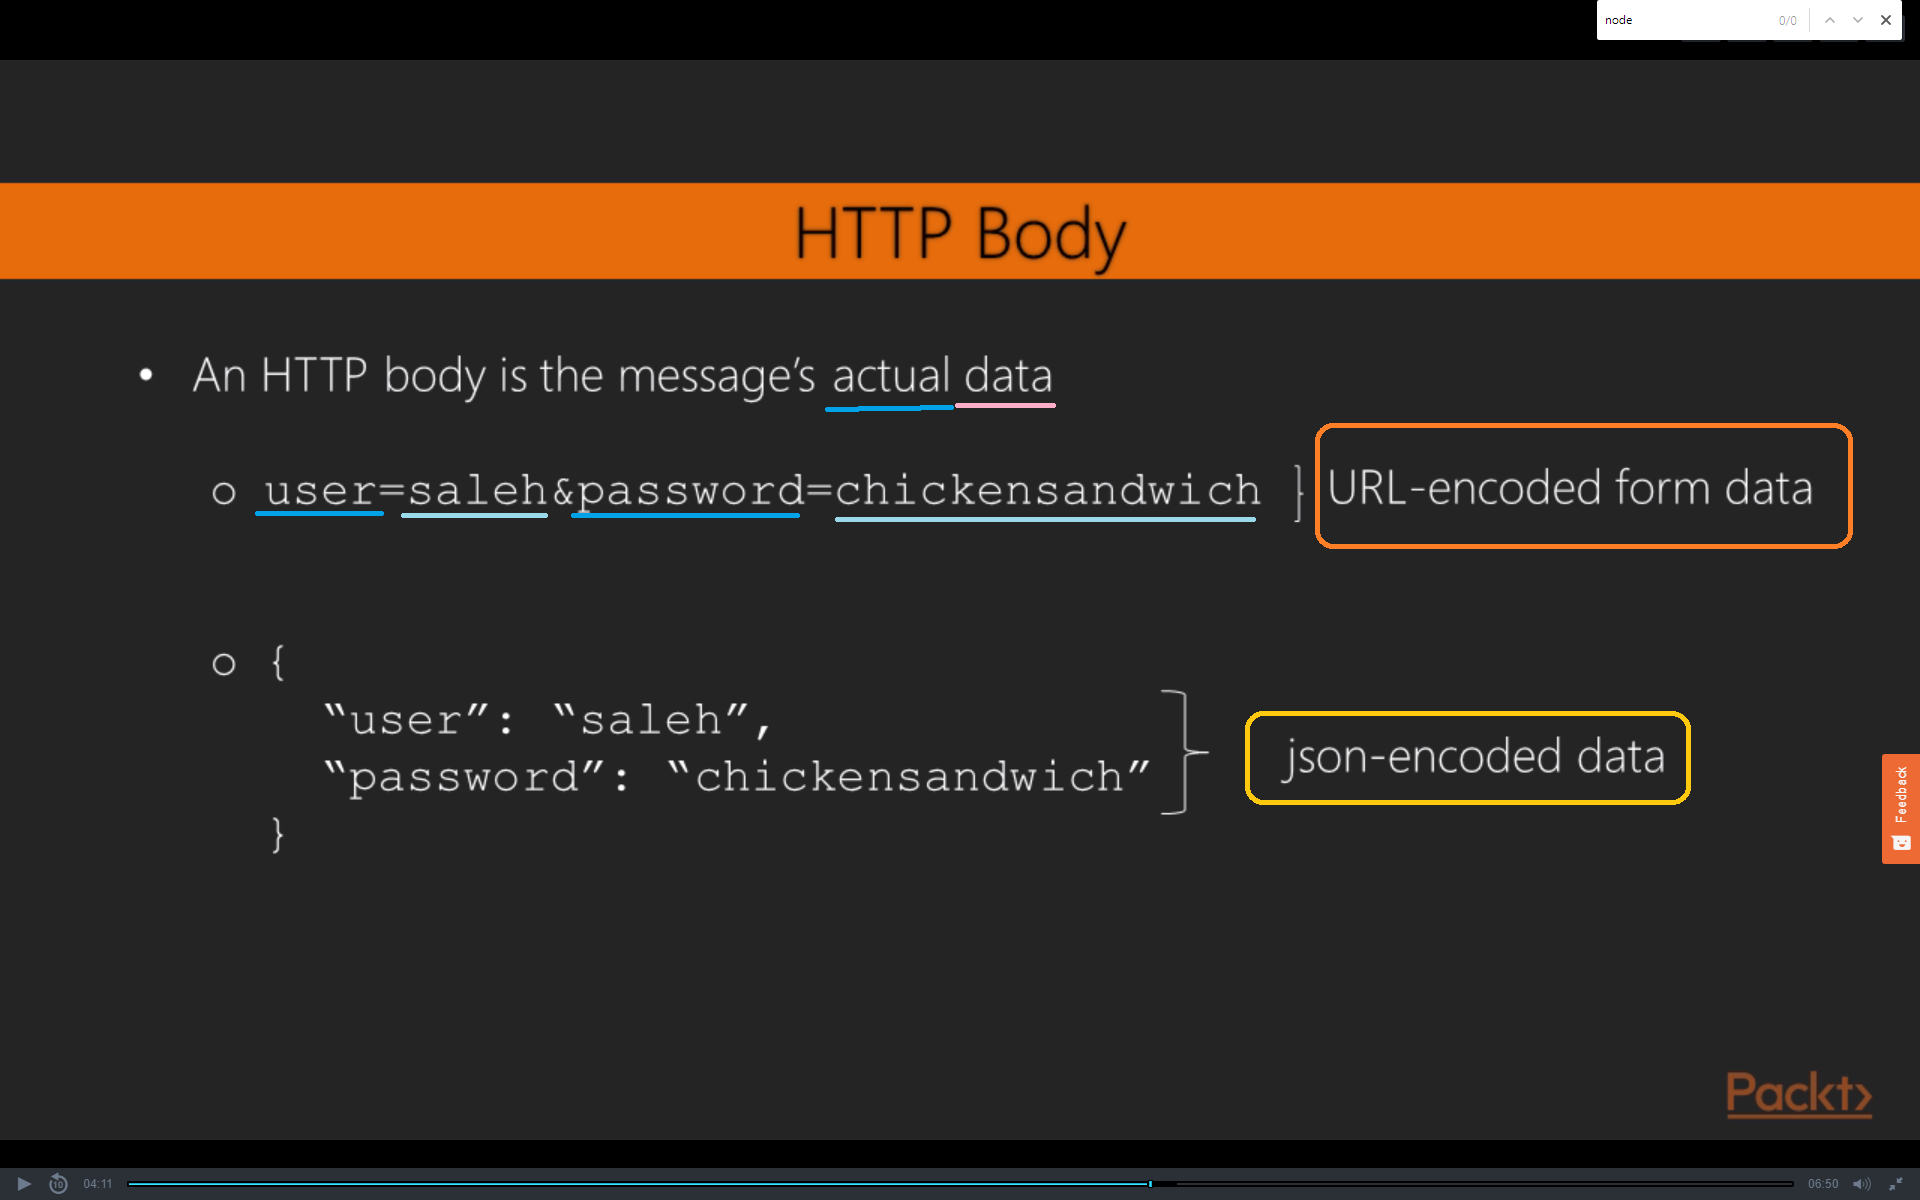 node 0/0
HTTP Body
• An HTTP body is the message’s actual data
o user=saleh&password=chickensandwich } URL-encoded form data
o {
“user”: “saleh”,
“password”: “chickensandwich”
json-encoded data
}
Feedback
Packt>
10 04:11 06:50